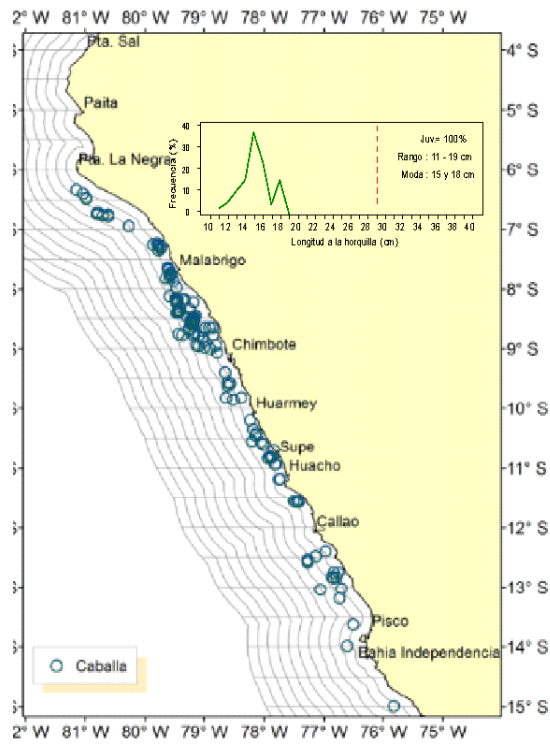 2° W 81° W 80° W 79° W 78° W 77° W 76° W
Pta. Sal
4° S
Paita
5° S
Pta. La Negra
6° S
Frecuencia (%)
40
30
20
10
0
Juv.= 100%
Rango : 11 - 19 cm
Moda : 15 y 18 cm
10 12 14 16 18 20 22 24 26 28 30 32 34 36 38 40
Longitud a la horquilla (cm)
7° S
Malabrigo
8° S
Chimbote
9° S
Huarmey
10° S
Supe
Huacho
11° S
Callao
12° S
13° S
Pisco
Bahia Independencia
14° S
Caballa
15° S
2° W 81° W 80° W 79° W 78° W 77° W 76° W